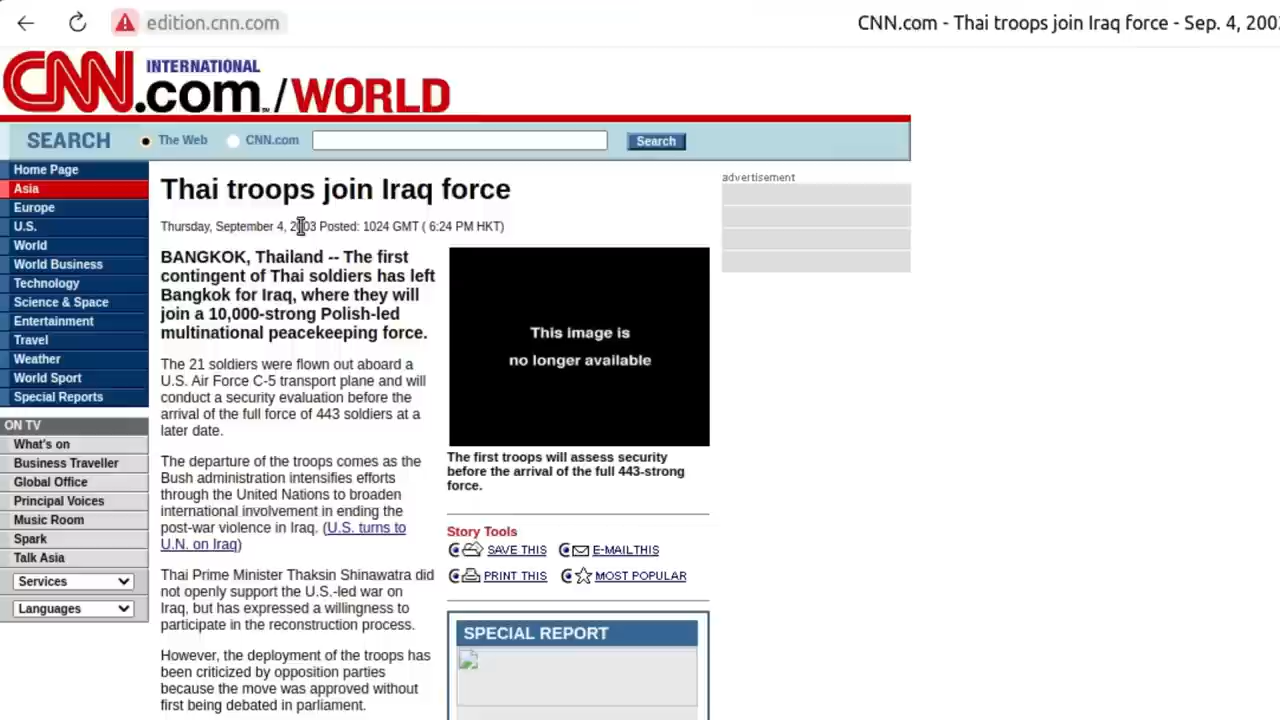 edition.cnn.com
CNN.com - Thai troops join Iraq force - Sep. 4,
CNN INTERNATIONAL
.com/WORLD
SEARCH The Web CNN.com Search
Home Page
Asia
Europe
U.S.
World
World Business
Technology
Science & Space
Entertainment
Travel
Weather
World Sport
Special Reports
ON TV
What's on
Business Traveller
Global Office
Principal Voices
Music Room
Spark
Talk Asia
Services
Languages
Thai troops join Iraq force
Thursday, September 4, 2003 Posted: 1024 GMT ( 6:24 PM HKT)
BANGKOK, Thailand -- The first
contingent of Thai soldiers has left
Bangkok for Iraq, where they will
join a 10,000-strong Polish-led
multinational peacekeeping force.
The 21 soldiers were flown out aboard a
U.S. Air Force C-5 transport plane and will
conduct a security evaluation before the
arrival of the full force of 443 soldiers at a
later date.
The departure of the troops comes as the
Bush administration intensifies efforts
through the United Nations to broaden
international involvement in ending the
post-war violence in Iraq. (U.S. turns to
U.N. on Iraq)
Thai Prime Minister Thaksin Shinawatra did
not openly support the U.S.-led war on
Iraq, but has expressed a willingness to
participate in the reconstruction process.
However, the deployment of the troops has
been criticized by opposition parties
because the move was approved without
first being debated in parliament.
This image is
no longer available
The first troops will assess security
before the arrival of the full 443-strong
force.
Story Tools
SAVE THIS E-MAIL THIS
PRINT THIS MOST POPULAR
SPECIAL REPORT
advertisement